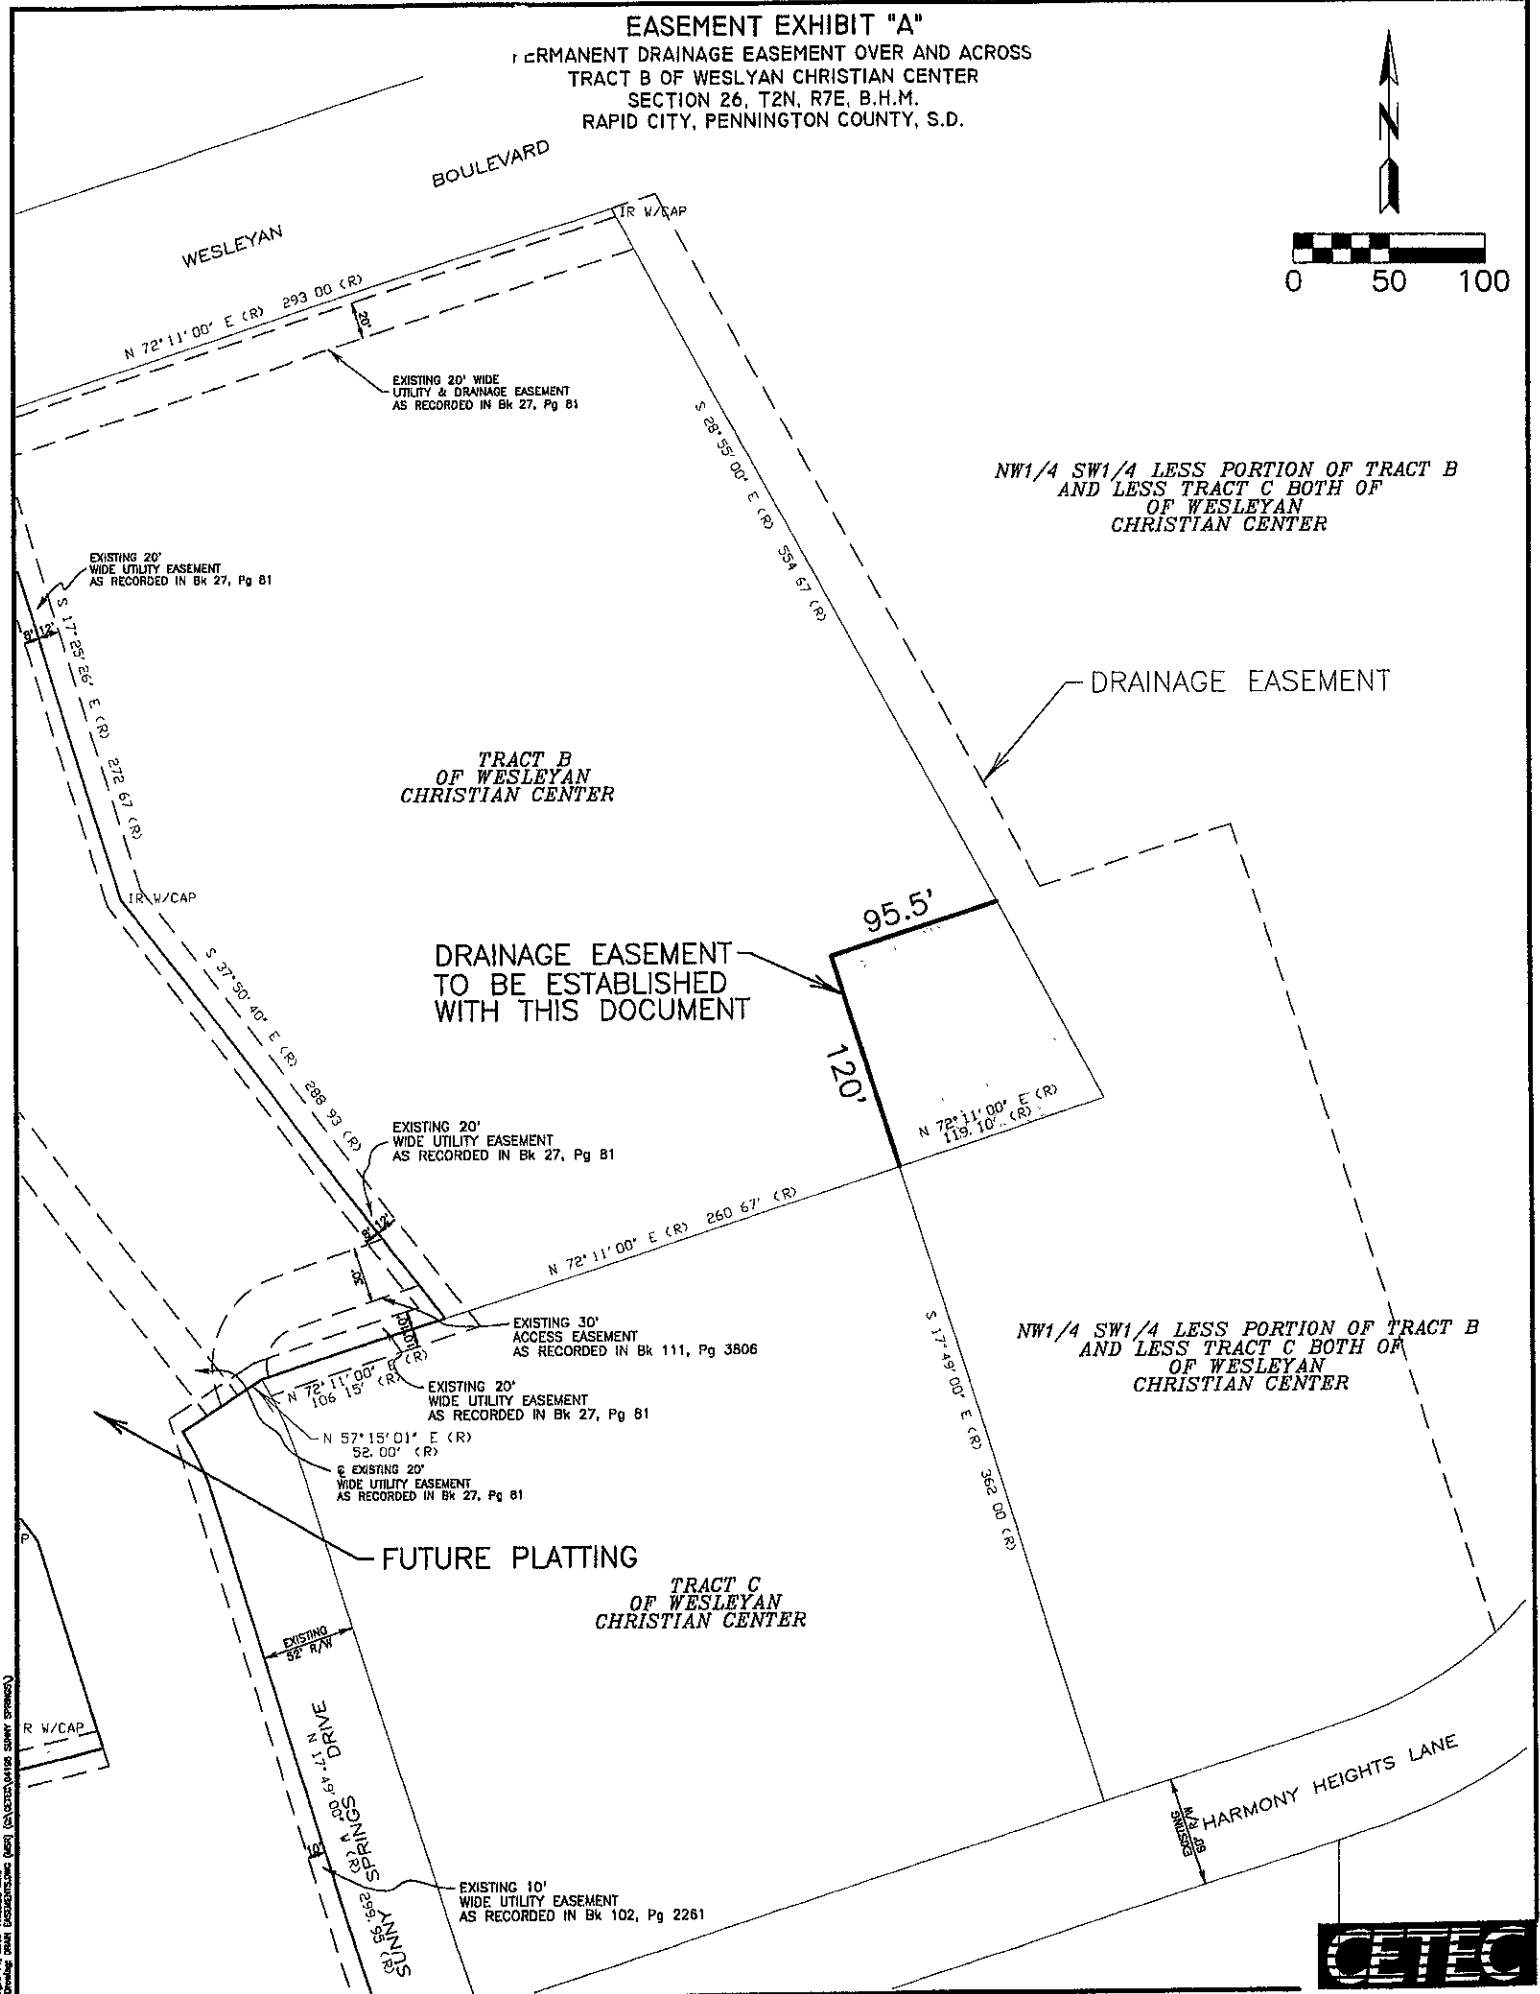 EASEMENT EXHIBIT "A"
ERMANENT DRAINAGE EASEMENT OVER AND ACROSS
TRACT B OF WESLYAN CHRISTIAN CENTER
SECTION 26, T2N, R7E, B.H.M.
RAPID CITY, PENNINGTON COUNTY, S.D.
N
0 50 100
WESLEYAN BOULEVARD
IR W/CAP
N 72°11'00" E (R) 293 00 (R)
20'
EXISTING 20' WIDE
UTILITY & DRAINAGE EASEMENT
AS RECORDED IN Bk 27, Pg 81
S 28°55'00" E (R) 554 67 (R)
NW1/4 SW1/4 LESS PORTION OF TRACT B
AND LESS TRACT C BOTH OF
OF WESLEYAN
CHRISTIAN CENTER
EXISTING 20'
WIDE UTILITY EASEMENT
AS RECORDED IN Bk 27, Pg 81
8' 12'
S 17°25'26" E (R) 272 67 (R)
DRAINAGE EASEMENT
TRACT B
OF WESLEYAN
CHRISTIAN CENTER
IR W/CAP
95.5'
DRAINAGE EASEMENT
TO BE ESTABLISHED
WITH THIS DOCUMENT
120'
S 37°50'40" E (R) 288 93 (R)
N 72°11'00" E (R)
119.10' (R)
EXISTING 20'
WIDE UTILITY EASEMENT
AS RECORDED IN Bk 27, Pg 81
8' 12'
N 72°11'00" E (R) 260 67' (R)
30'
EXISTING 30'
ACCESS EASEMENT
AS RECORDED IN Bk 111, Pg 3806
10' 10'
N 72°11'00" E (R)
106 15' (R)
EXISTING 20'
WIDE UTILITY EASEMENT
AS RECORDED IN Bk 27, Pg 81
N 57°15'01" E (R)
52.00' (R)
℄ EXISTING 20'
WIDE UTILITY EASEMENT
AS RECORDED IN Bk 27, Pg 81
S 17°49'00" E (R) 362 00 (R)
NW1/4 SW1/4 LESS PORTION OF TRACT B
AND LESS TRACT C BOTH OF
OF WESLEYAN
CHRISTIAN CENTER
FUTURE PLATTING
P
TRACT C
OF WESLEYAN
CHRISTIAN CENTER
EXISTING
52' R/W
R W/CAP
SUNNY SPRINGS DRIVE
N 17°49'00" W (R) 599.56 (R)
10'
EXISTING 10'
WIDE UTILITY EASEMENT
AS RECORDED IN Bk 102, Pg 2261
HARMONY HEIGHTS LANE
EXISTING
60' R/W
CETEC